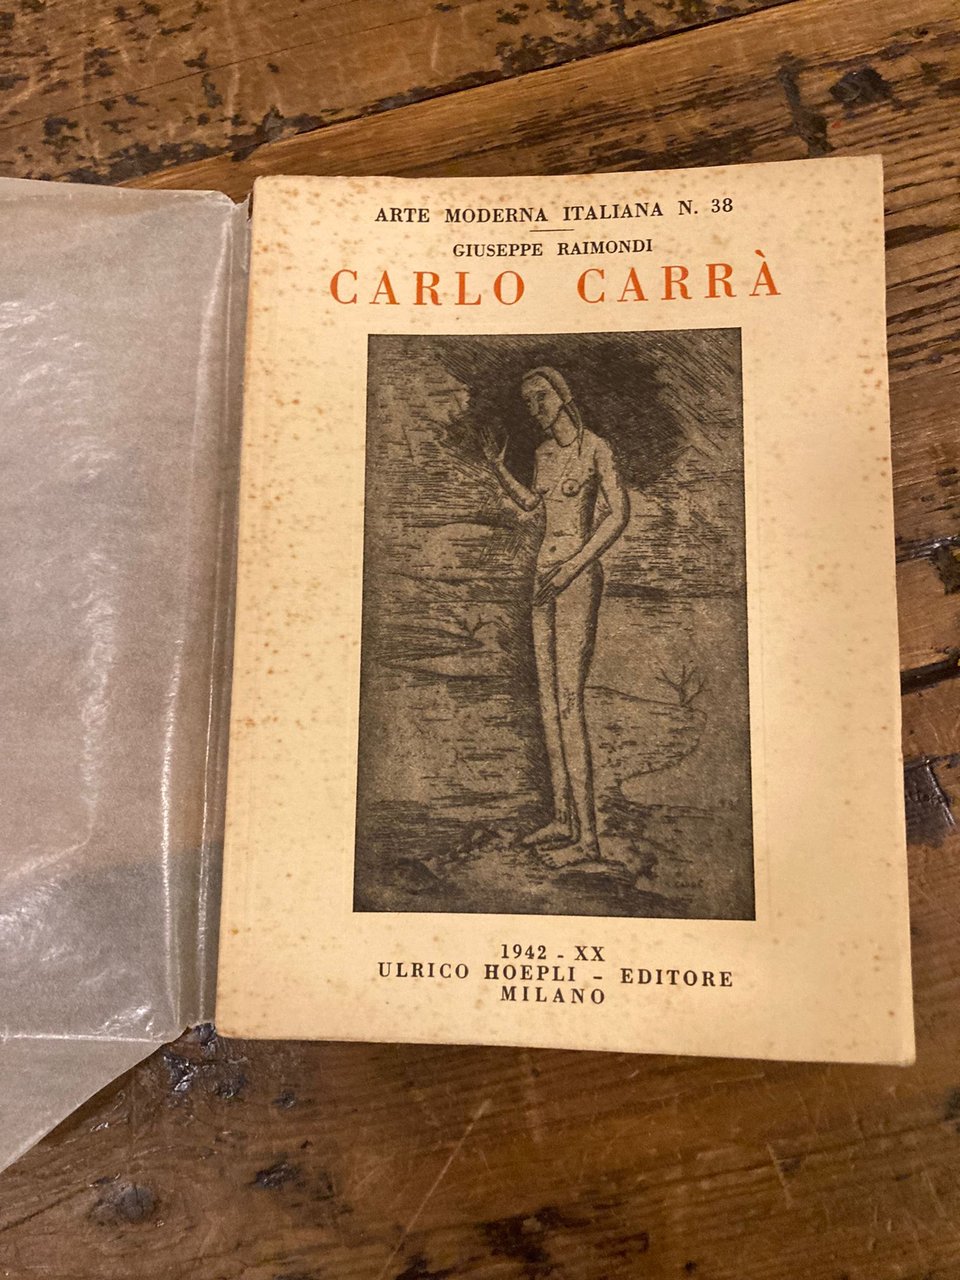 ARTE MODERNA ITALIANA N. 38
GIUSEPPE RAIMONDI
CARLO CARRÀ
1942 - XX
ULRICO HOEPLI - EDITORE
MILANO